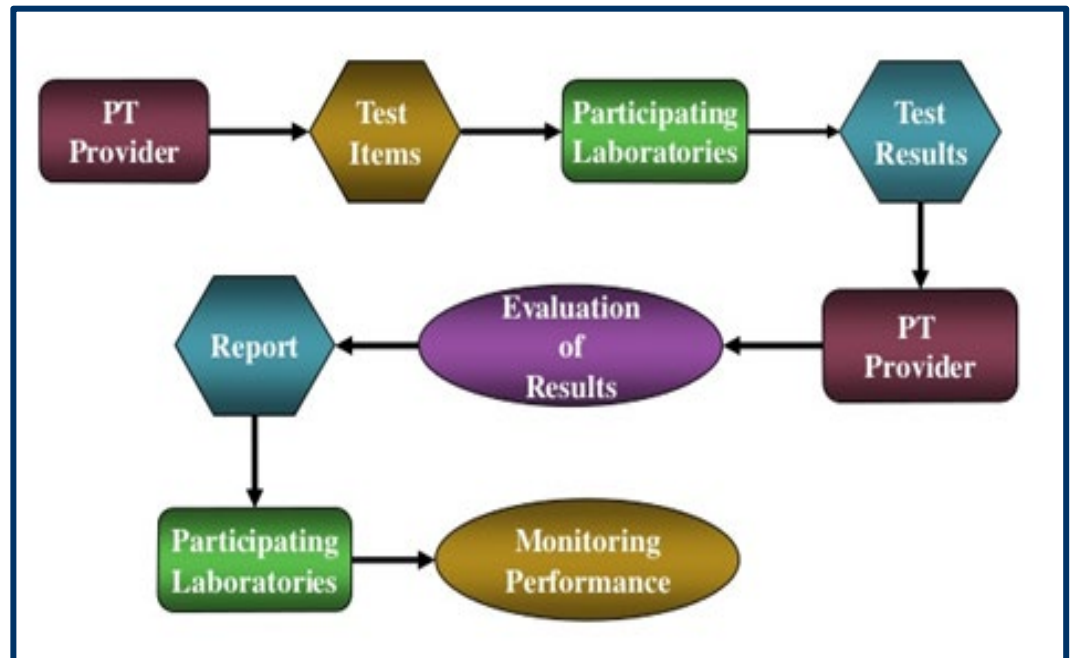 PT
Provider
Test
Items
Participating
Laboratories
Test
Results
PT
Provider
Evaluation
of
Results
Report
Participating
Laboratories
Monitoring
Performance